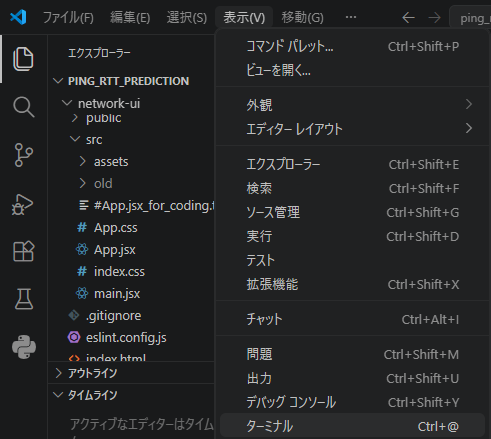 ファイル(F) 編集(E) 選択(S) 表示(V) 移動(G) … ping_r
エクスプローラー
PING_RTT_PREDICTION
network-ui
public
src
assets
old
#App.jsx_for_coding.
App.css
App.jsx
index.css
main.jsx
.gitignore
eslint.config.js
index.html
アウトライン
タイムライン
アクティブなエディターはタイム
コマンド パレット... Ctrl+Shift+P
ビューを開く...
外観
エディター レイアウト
エクスプローラー Ctrl+Shift+E
検索 Ctrl+Shift+F
ソース管理 Ctrl+Shift+G
実行 Ctrl+Shift+D
テスト
拡張機能 Ctrl+Shift+X
チャット Ctrl+Alt+I
問題 Ctrl+Shift+M
出力 Ctrl+Shift+U
デバッグ コンソール Ctrl+Shift+Y
ターミナル Ctrl+@